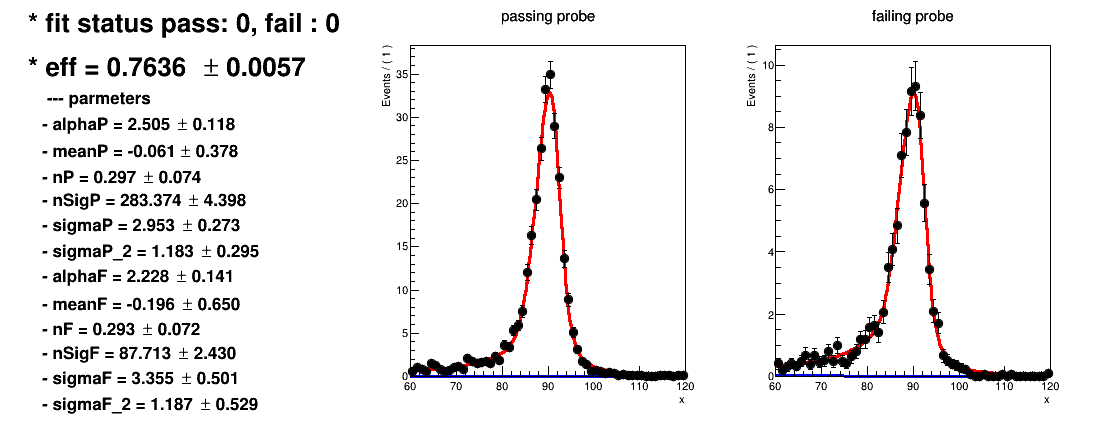 * fit status pass: 0, fail : 0
* eff = 0.7636 ± 0.0057
--- parmeters
- alphaP = 2.505 ± 0.118
- meanP = -0.061 ± 0.378
- nP = 0.297 ± 0.074
- nSigP = 283.374 ± 4.398
- sigmaP = 2.953 ± 0.273
- sigmaP_2 = 1.183 ± 0.295
- alphaF = 2.228 ± 0.141
- meanF = -0.196 ± 0.650
- nF = 0.293 ± 0.072
- nSigF = 87.713 ± 2.430
- sigmaF = 3.355 ± 0.501
- sigmaF_2 = 1.187 ± 0.529
passing probe
Events / ( 1 )
35
30
25
20
15
10
5
0
60 70 80 90 100 110 120
x
failing probe
Events / ( 1 )
10
8
6
4
2
0
60 70 80 90 100 110 120
x